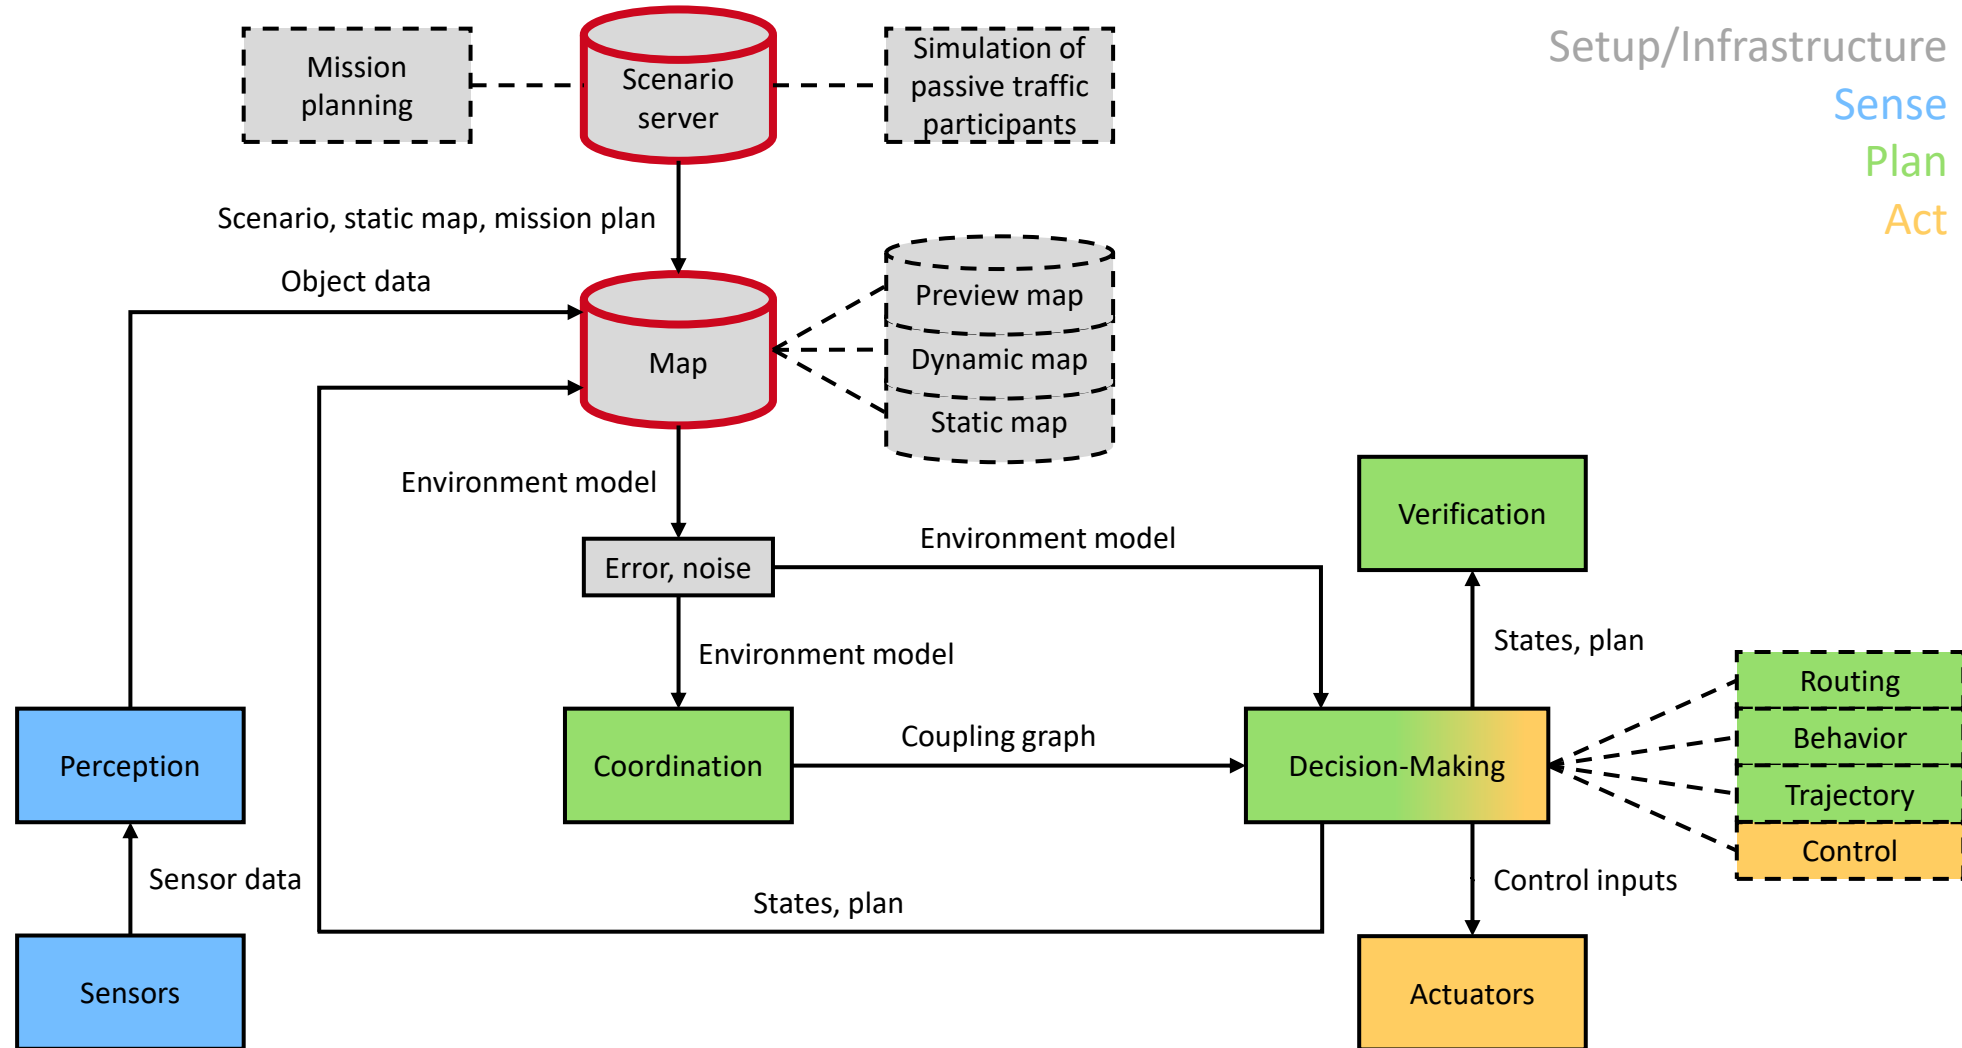 Mission
planning
Scenario
server
Simulation of
passive traffic
participants
Setup/Infrastructure
Sense
Plan
Act
Scenario, static map, mission plan
Object data
Map
Preview map
Dynamic map
Static map
Environment model
Error, noise
Environment model
Verification
Environment model
States, plan
Perception
Coordination
Coupling graph
Decision-Making
Routing
Behavior
Trajectory
Control
Sensor data
States, plan
Control inputs
Sensors
Actuators